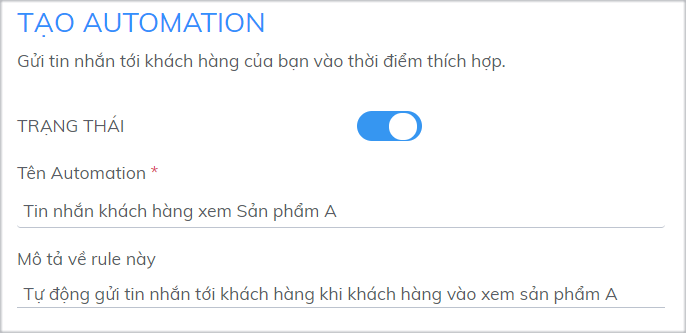 TẠO AUTOMATION
Gửi tin nhắn tới khách hàng của bạn vào thời điểm thích hợp.
TRẠNG THÁI
Tên Automation *
Tin nhắn khách hàng xem Sản phẩm A
Mô tả về rule này
Tự động gửi tin nhắn tới khách hàng khi khách hàng vào xem sản phẩm A